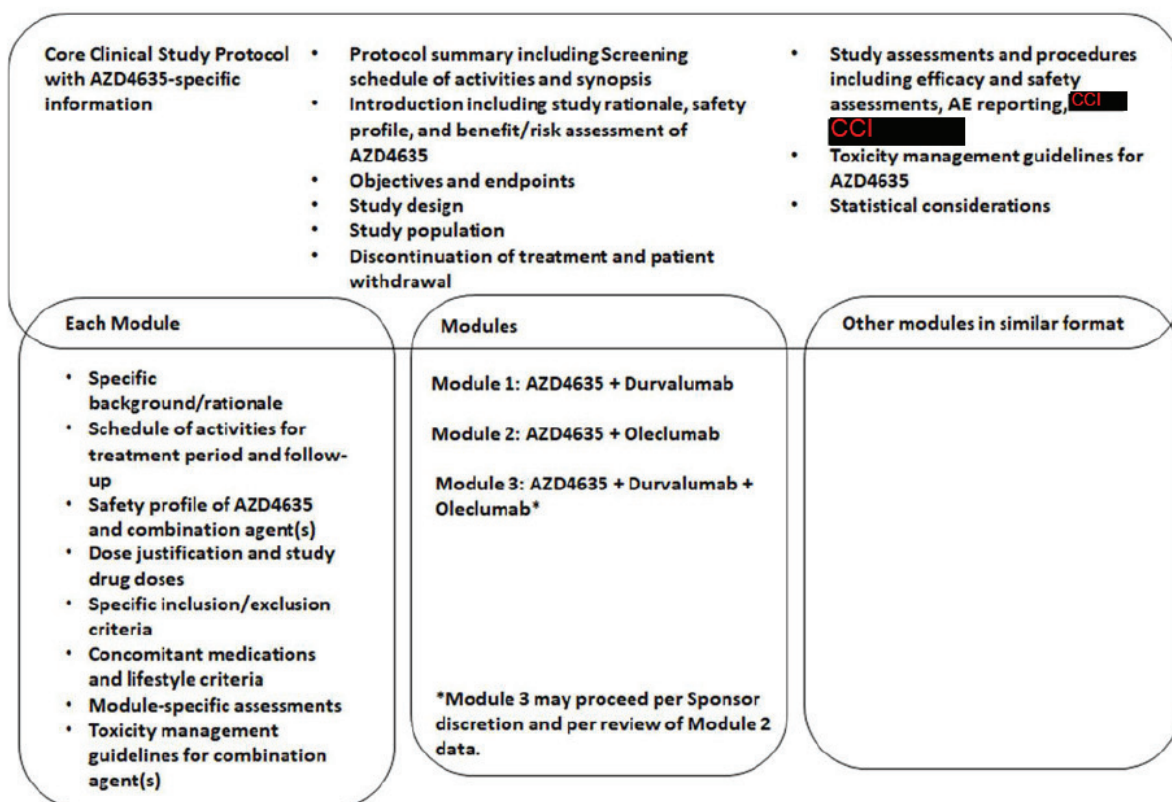 Core Clinical Study Protocol
with AZD4635-specific
information
• Protocol summary including Screening
schedule of activities and synopsis
• Introduction including study rationale, safety
profile, and benefit/risk assessment of
AZD4635
• Objectives and endpoints
• Study design
• Study population
• Discontinuation of treatment and patient
withdrawal
• Study assessments and procedures
including efficacy and safety
assessments, AE reporting, CCI
CCI
• Toxicity management guidelines for
AZD4635
• Statistical considerations
Each Module
• Specific
background/rationale
• Schedule of activities for
treatment period and follow-
up
• Safety profile of AZD4635
and combination agent(s)
• Dose justification and study
drug doses
• Specific inclusion/exclusion
criteria
• Concomitant medications
and lifestyle criteria
• Module-specific assessments
• Toxicity management
guidelines for combination
agent(s)
Modules
Module 1: AZD4635 + Durvalumab
Module 2: AZD4635 + Oleclumab
Module 3: AZD4635 + Durvalumab +
Oleclumab*
*Module 3 may proceed per Sponsor
discretion and per review of Module 2
data.
Other modules in similar format